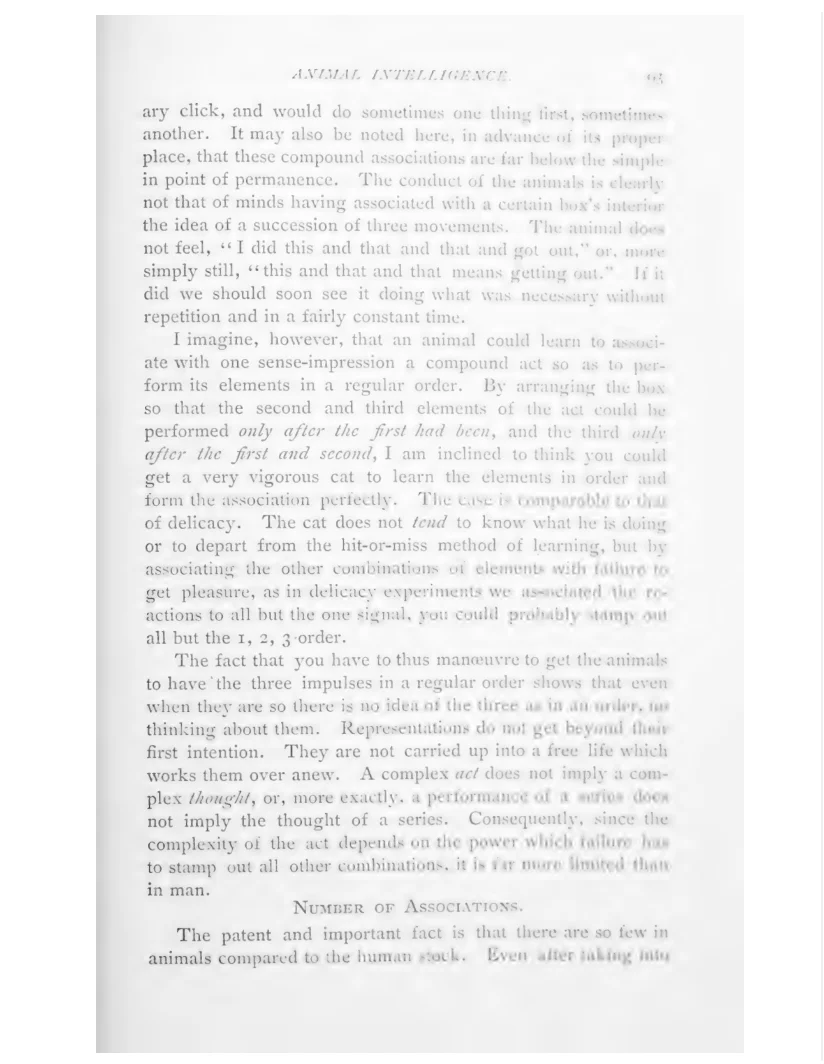 ANIMAL INTELLIGENCE.
ary click, and would do sometimes one thing first, sometimes
another. It may also be noted here, in advance of its proper
place, that these compound associations are far below the simple
in point of permanence. The conduct of the animals is clearly
not that of minds having associated with a certain box's interior
the idea of a succession of three movements. The animal does
not feel, “I did this and that and that and got out,” or, more
simply still, “this and that and that means getting out.” If it
did we should soon see it doing what was necessary without
repetition and in a fairly constant time.
I imagine, however, that an animal could learn to associ-
ate with one sense-impression a compound act so as to per-
form its elements in a regular order. By arranging the box
so that the second and third elements of the act could be
performed only after the first had been, and the third only
after the first and second, I am inclined to think you could
get a very vigorous cat to learn the elements in order and
form the association perfectly. The case is comparable to that
of delicacy. The cat does not tend to know what he is doing
or to depart from the hit-or-miss method of learning, but by
associating the other combinations of elements with failure to
get pleasure, as in delicacy experiments we associated the re-
actions to all but the one signal, you could probably stamp out
all but the 1, 2, 3 order.
The fact that you have to thus manœuvre to get the animals
to have the three impulses in a regular order shows that even
when they are so there is no idea of the three as in an order, no
thinking about them. Representations do not get beyond their
first intention. They are not carried up into a free life which
works them over anew. A complex act does not imply a com-
plex thought, or, more exactly, a performance of a series does
not imply the thought of a series. Consequently, since the
complexity of the act depends on the power which failure has
to stamp out all other combinations, it is far more limited than
in man.
NUMBER OF ASSOCIATIONS.
The patent and important fact is that there are so few in
animals compared to the human stock. Even after taking into